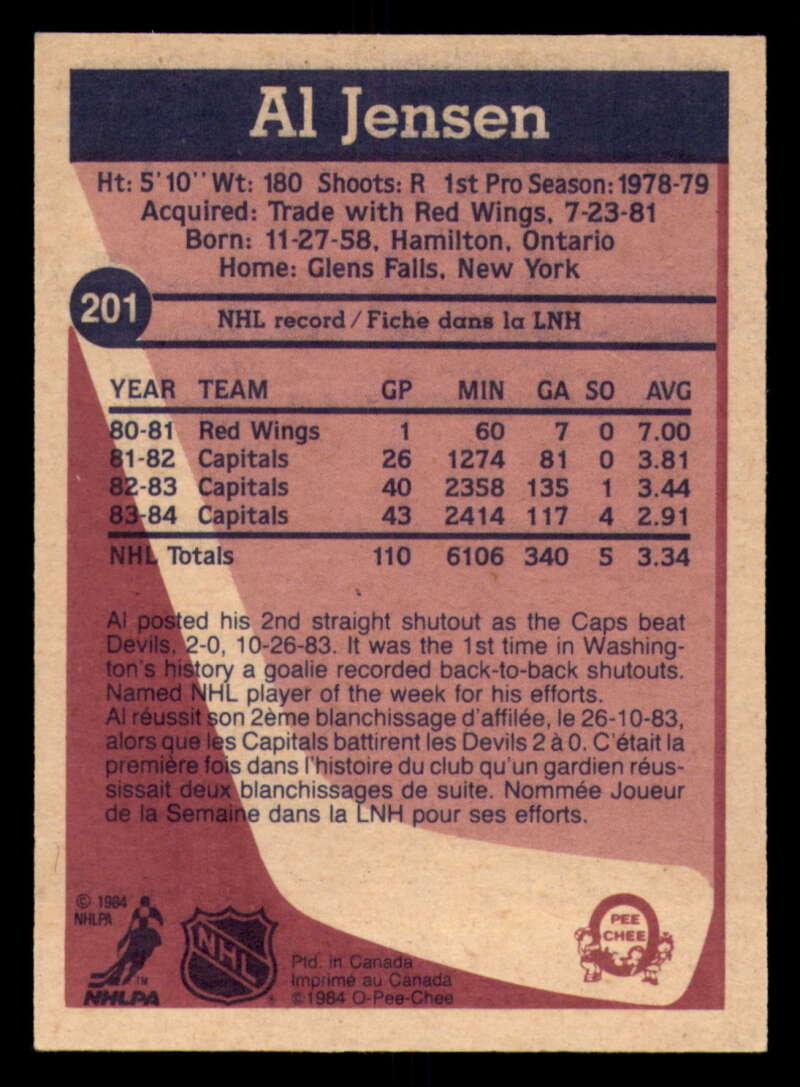 Al Jensen
Ht: 5'10" Wt: 180 Shoots: R 1st Pro Season: 1978-79
Acquired: Trade with Red Wings, 7-23-81
Born: 11-27-58, Hamilton, Ontario
Home: Glens Falls, New York
201
NHL record / Fiche dans la LNH
YEAR TEAM GP MIN GA SO AVG
80-81 Red Wings 1 60 7 0 7.00
81-82 Capitals 26 1274 81 0 3.81
82-83 Capitals 40 2358 135 1 3.44
83-84 Capitals 43 2414 117 4 2.91
NHL Totals 110 6106 340 5 3.34
Al posted his 2nd straight shutout as the Caps beat
Devils, 2-0, 10-26-83. It was the 1st time in Washing-
ton's history a goalie recorded back-to-back shutouts.
Named NHL player of the week for his efforts.
Al réussit son 2ème blanchissage d'affilée, le 26-10-83,
alors que les Capitals battirent les Devils 2 à 0. C'était la
première fois dans l'histoire du club qu'un gardien réus-
sissait deux blanchissages de suite. Nommée Joueur
de la Semaine dans la LNH pour ses efforts.
© 1984
NHLPA
TM
NHLPA
NHL
Ptd. in Canada
Imprimé au Canada
©1984 O-Pee-Chee
PEE
CHEE